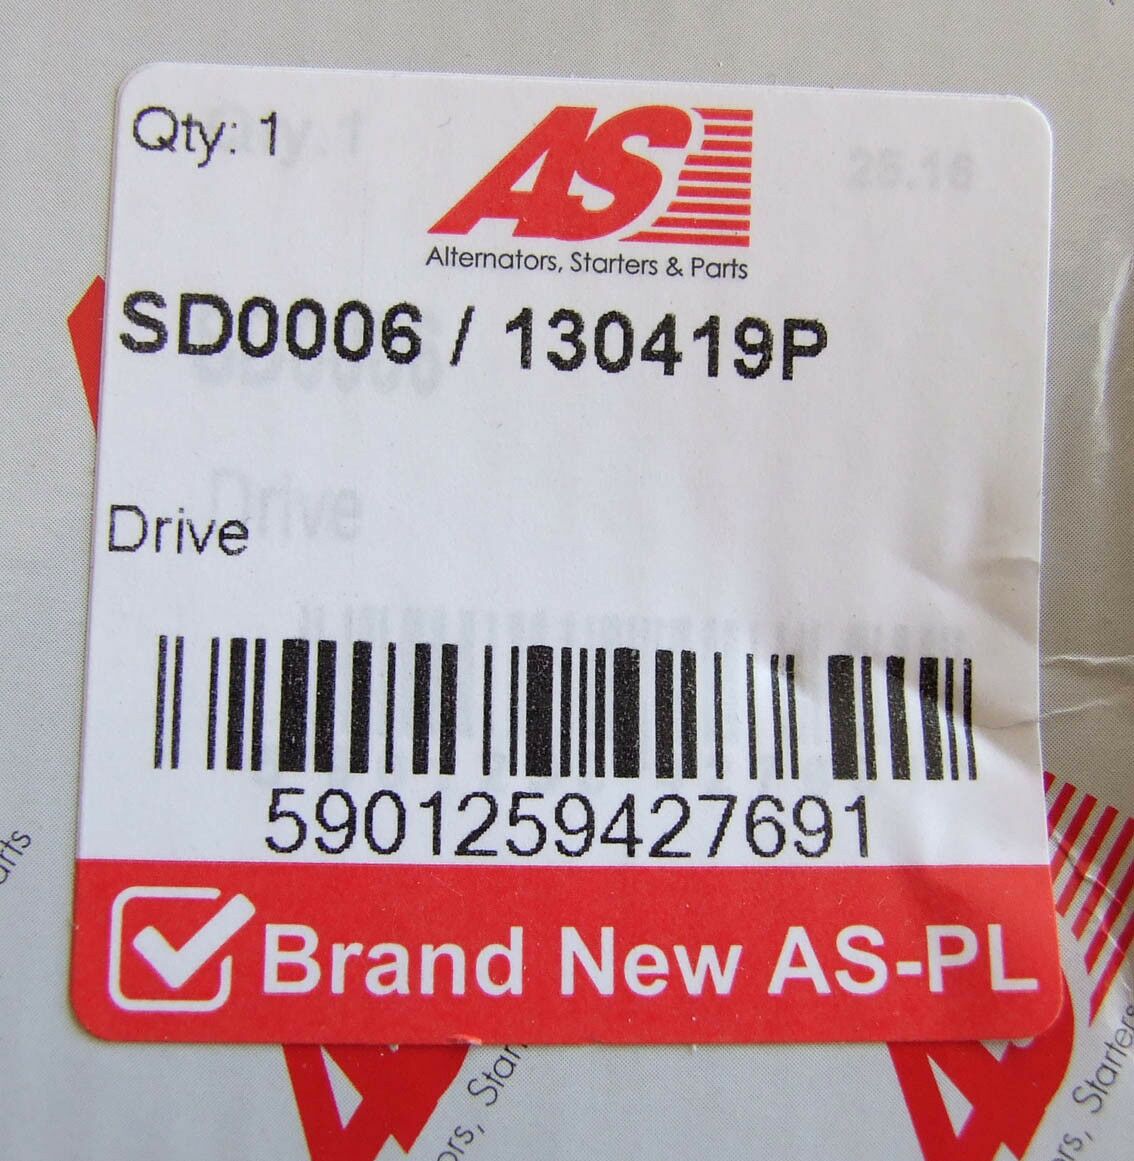 Qty: 1
AS
Alternators, Starters & Parts
SD0006 / 130419P
Drive
5901259427691
Brand New AS-PL